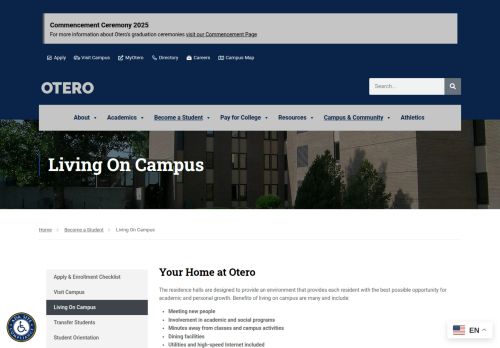 Commencement Ceremony 2025
For more information about Otero's graduation ceremonies visit our Commencement Page
Apply Visit Campus MyOtero Directory Careers Campus Map
OTERO
Search...
About Academics Become a Student Pay for College Resources Campus & Community Athletics
Living On Campus
Home Become a Student Living On Campus
Apply & Enrollment Checklist
Visit Campus
Living On Campus
Transfer Students
Student Orientation
Your Home at Otero
The residence halls are designed to provide an environment that provides each resident with the best possible opportunity for
academic and personal growth. Benefits of living on campus are many and include:
• Meeting new people
• Involvement in academic and social programs
• Minutes away from classes and campus activities
• Dining facilities
• Utilities and high-speed Internet included
EN